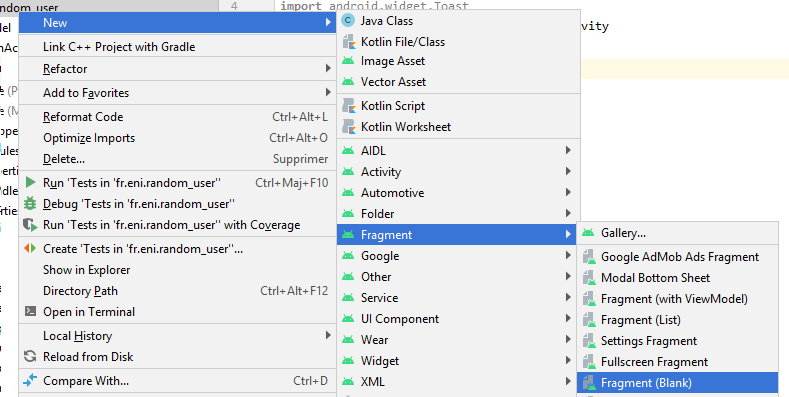 ndom_user
4
import android.widget.Toast
New
Java Class
ivity
Link C++ Project with Gradle
Kotlin File/Class
Refactor
Image Asset
Add to Favorites
Vector Asset
Reformat Code Ctrl+Alt+L
Kotlin Script
Optimize Imports Ctrl+Alt+O
Kotlin Worksheet
Delete... Supprimer
AIDL
Run 'Tests in 'fr.eni.random_user'' Ctrl+Maj+F10
Activity
Debug 'Tests in 'fr.eni.random_user''
Automotive
Run 'Tests in 'fr.eni.random_user'' with Coverage
Folder
Create 'Tests in 'fr.eni.random_user''...
Fragment
Show in Explorer
Google
Directory Path Ctrl+Alt+F12
Other
Open in Terminal
Service
Local History
UI Component
Reload from Disk
Wear
Compare With... Ctrl+D
Widget
XML
Gallery...
Google AdMob Ads Fragment
Modal Bottom Sheet
Fragment (with ViewModel)
Fragment (List)
Settings Fragment
Fullscreen Fragment
Fragment (Blank)